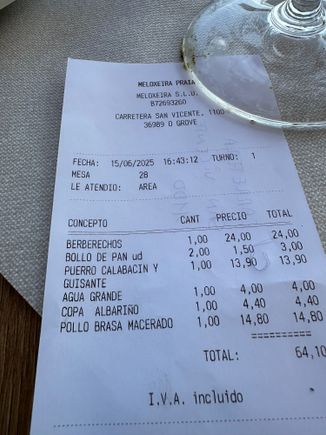 MELOXEIRA PRAIA
MELOXEIRA S.L.U.
B72693260
CARRETERA SAN VICENTE, 1100
36989 O GROVE
FECHA: 15/06/2025 16:43:12 TURNO: 1
MESA 28
LE ATENDIO: AREA
CONCEPTO CANT PRECIO TOTAL
BERBERECHOS 1,00 24,00 24,00
BOLLO DE PAN ud 2,00 1,50 3,00
PUERRO CALABACIN Y 1,00 13,90 13,90
GUISANTE
AGUA GRANDE 1,00 4,00 4,00
COPA ALBARIÑO 1,00 4,40 4,40
POLLO BRASA MACERADO 1,00 14,80 14,80
==========
TOTAL: 64,10
I.V.A. incluido